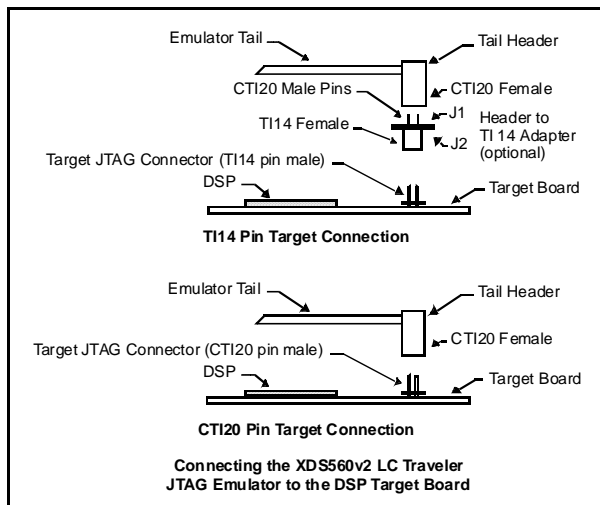 Emulator Tail
Tail Header
CTI20 Male Pins
CTI20 Female
J1
TI14 Female
Header to
TI 14 Adapter
(optional)
J2
Target JTAG Connector (TI14 pin male)
DSP
Target Board
TI14 Pin Target Connection
Emulator Tail
Tail Header
CTI20 Female
Target JTAG Connector (CTI20 pin male)
DSP
Target Board
CTI20 Pin Target Connection
Connecting the XDS560v2 LC Traveler
JTAG Emulator to the DSP Target Board